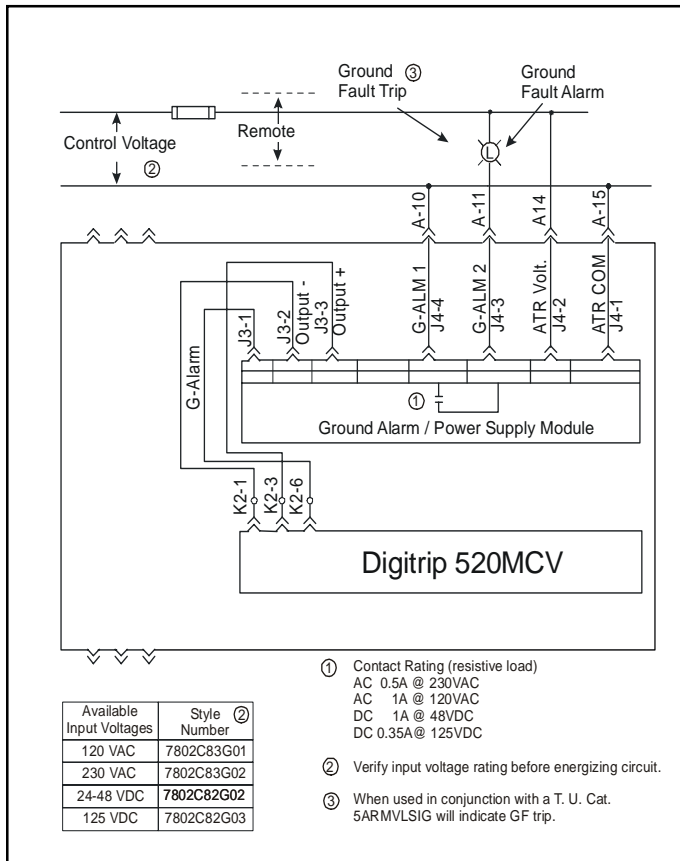 Ground ③
Fault Trip
Ground
Fault Alarm
Remote
Control Voltage
②
L
A-10
A-11
A14
A-15
G-ALM 1
J4-4
G-ALM 2
J4-3
ATR Volt.
J4-2
ATR COM
J4-1
J3-1
J3-2
Output -
J3-3
Output +
G-Alarm
①
Ground Alarm / Power Supply Module
K2-1
K2-3
K2-6
Digitrip 520MCV
① Contact Rating (resistive load)
AC 0.5A @ 230VAC
AC 1A @ 120VAC
DC 1A @ 48VDC
DC 0.35A@ 125VDC
② Verify input voltage rating before energizing circuit.
③ When used in conjunction with a T. U. Cat.
5ARMVLSIG will indicate GF trip.
Available Input Voltages Style Number ②
120 VAC 7802C83G01
230 VAC 7802C83G02
24-48 VDC 7802C82G02
125 VDC 7802C82G03